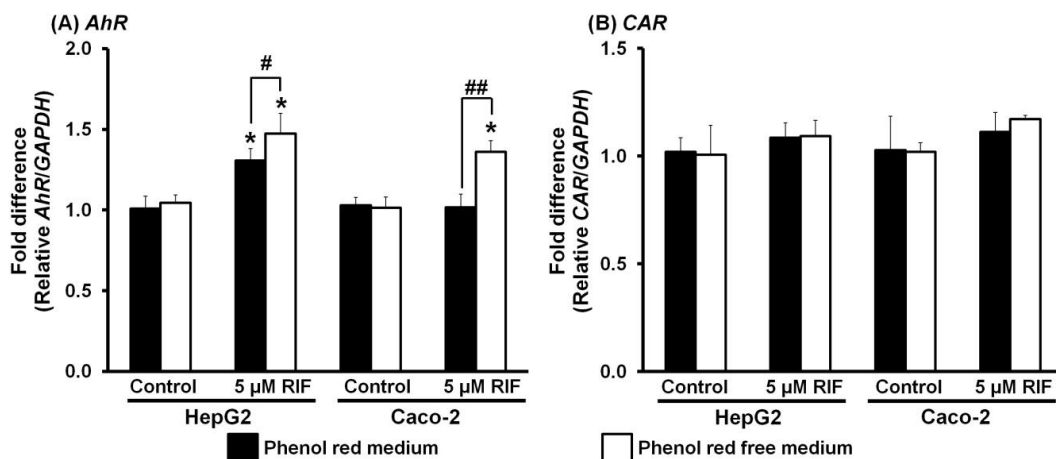 (A) AhR
Fold difference
(Relative AhR/GAPDH)
2.0
1.5
1.0
0.5
0.0
#
*
*
##
*
Control
5 µM RIF
Control
5 µM RIF
HepG2
Caco-2
(B) CAR
Fold difference
(Relative CAR/GAPDH)
1.5
1.0
0.5
0.0
Control
5 µM RIF
Control
5 µM RIF
HepG2
Caco-2
Phenol red medium
Phenol red free medium